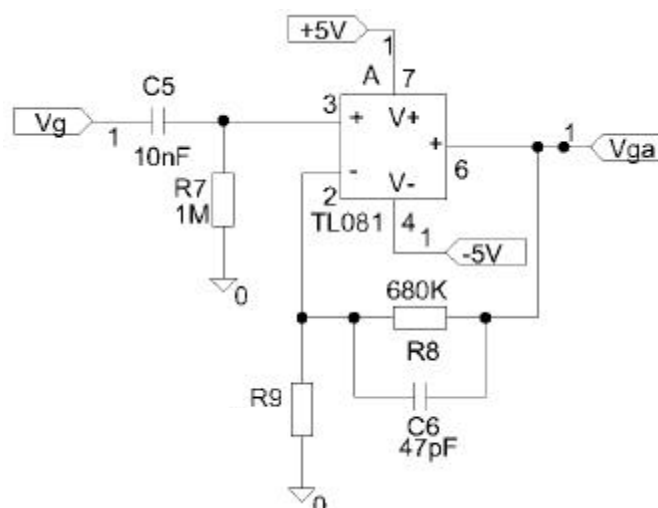 +5V
1
C5
A
7
3
+
V+
Vg
1
10nF
+
6
1
Vga
R7
1M
-
2
V-
TL081
4
1
-5V
0
680K
R8
R9
C6
47pF
0